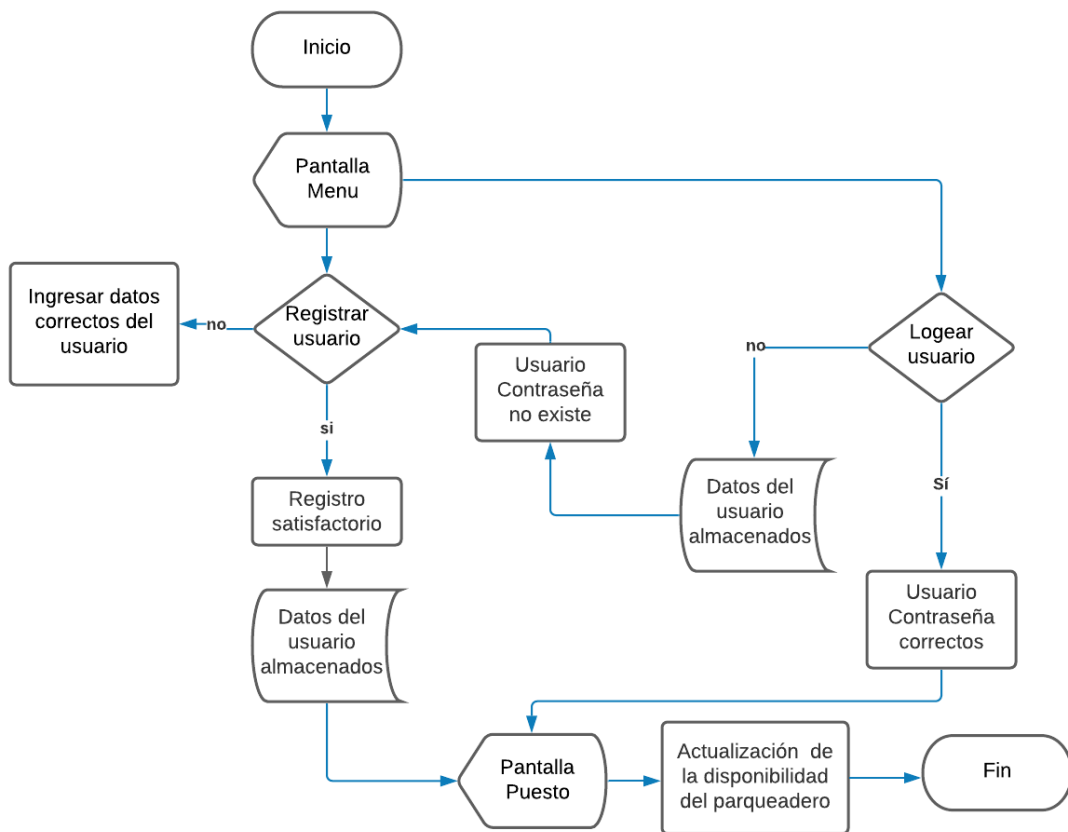 Inicio
Pantalla
Menu
Ingresar datos
correctos del
usuario
no
Registrar
usuario
Usuario
Contraseña
no existe
no
Logear
usuario
si
Registro
satisfactorio
Datos del
usuario
almacenados
Sí
Usuario
Contraseña
correctos
Datos del
usuario
almacenados
Pantalla
Puesto
Actualización de
la disponibilidad
del parqueadero
Fin